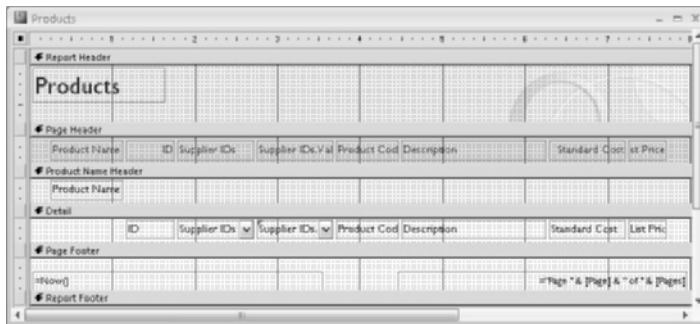 Products
Report Header
Products
Page Header
Product Name ID Supplier IDs Supplier IDs.Val Product Cod Description Standard Cost st Price
Product Name Header
Product Name
Detail
ID Supplier IDs Supplier IDs. Product Cod Description Standard Cost List Pric
Page Footer
=Now() ="Page " & [Page] & " of " & [Pages]
Report Footer